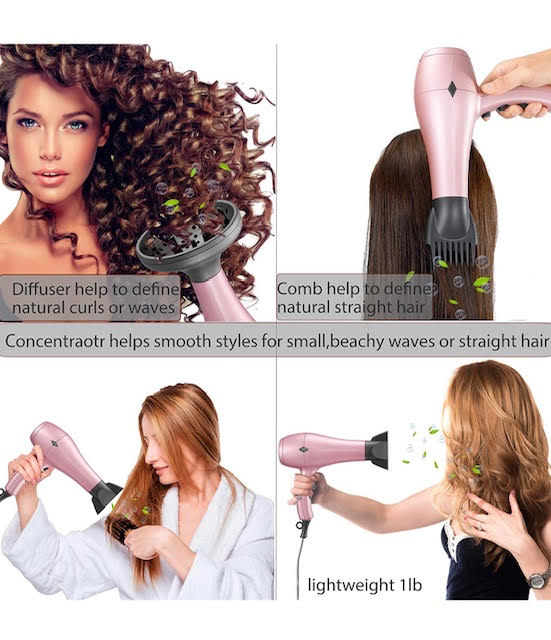 Diffuser help to define
natural curls or waves
Comb help to define
natural straight hair
Concentraotr helps smooth styles for small,beachy waves or straight hair
lightweight 1lb